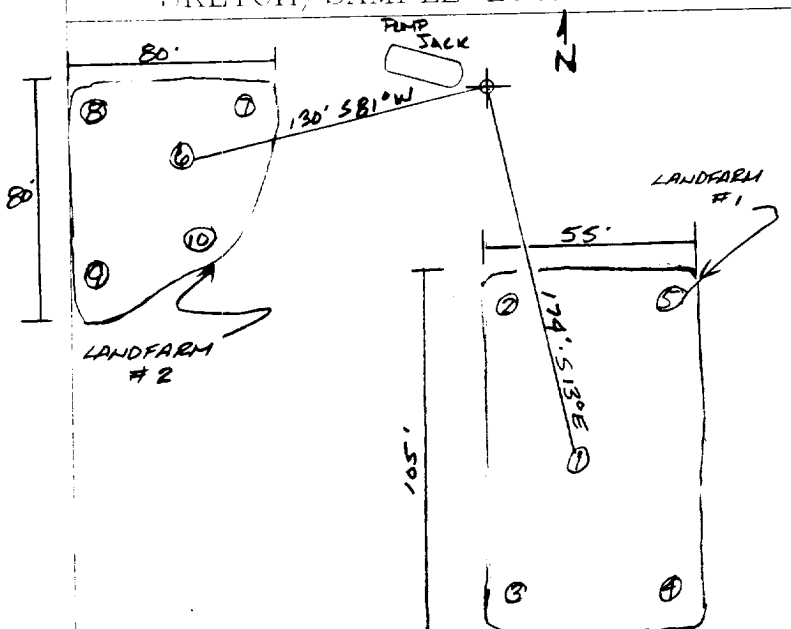 SKETCH/SAMPLE
PUMP
JACK
N
80'
130' S81°W
8
7
6
80'
10
9
LANDFARM
# 2
LANDFARM
#1
55'
2
5
174' S13°E
1
105'
3
4